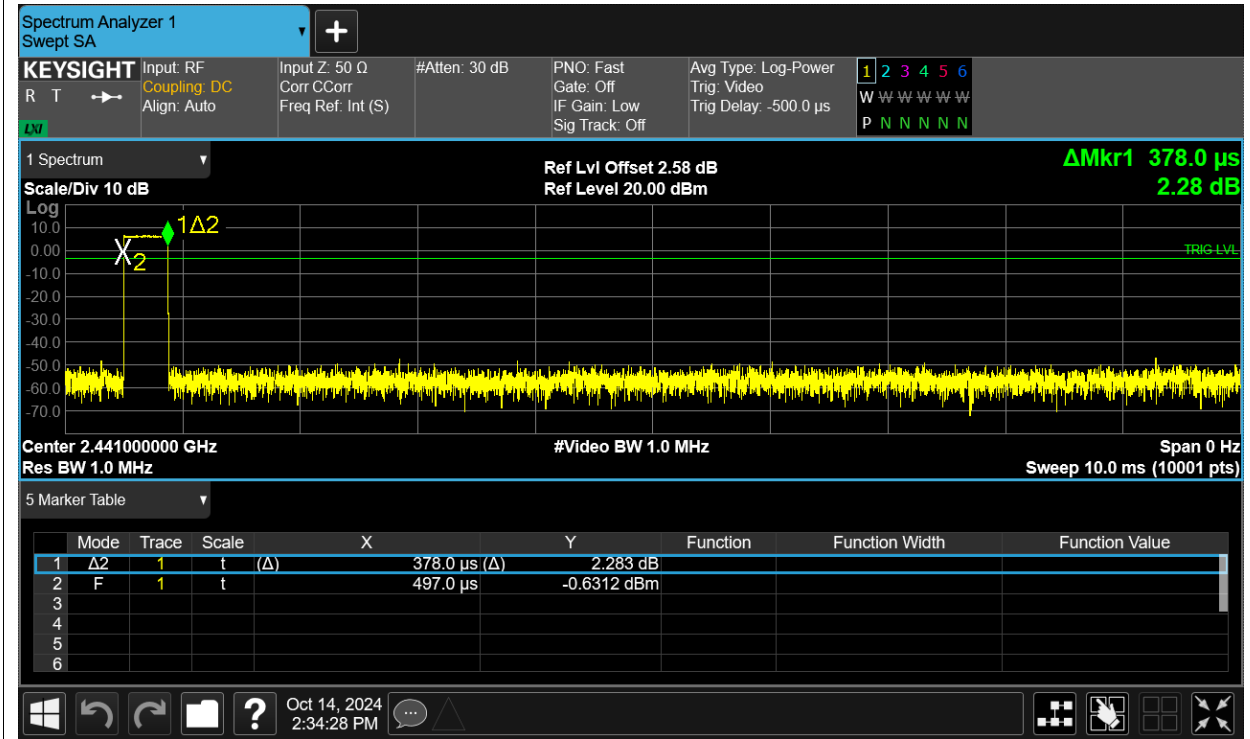 Spectrum Analyzer 1
Swept SA
KEYSIGHT Input: RF Input Z: 50 Ω #Atten: 30 dB PNO: Fast Avg Type: Log-Power 1 2 3 4 5 6
R T Coupling: DC Corr CCorr Gate: Off Trig: Video W W W W W W
Align: Auto Freq Ref: Int (S) IF Gain: Low Trig Delay: -500.0 µs P N N N N N
LXI Sig Track: Off
1 Spectrum Ref Lvl Offset 2.58 dB ΔMkr1 378.0 µs
Scale/Div 10 dB Ref Level 20.00 dBm 2.28 dB
Log
10.0 1Δ2
0.00 X2 TRIG LVL
-10.0
-20.0
-30.0
-40.0
-50.0
-60.0
-70.0
Center 2.441000000 GHz #Video BW 1.0 MHz Span 0 Hz
Res BW 1.0 MHz Sweep 10.0 ms (10001 pts)
5 Marker Table
Mode Trace Scale X Y Function Function Width Function Value
1 Δ2 1 t (Δ) 378.0 µs (Δ) 2.283 dB
2 F 1 t 497.0 µs -0.6312 dBm
3
4
5
6
? Oct 14, 2024
2:34:28 PM